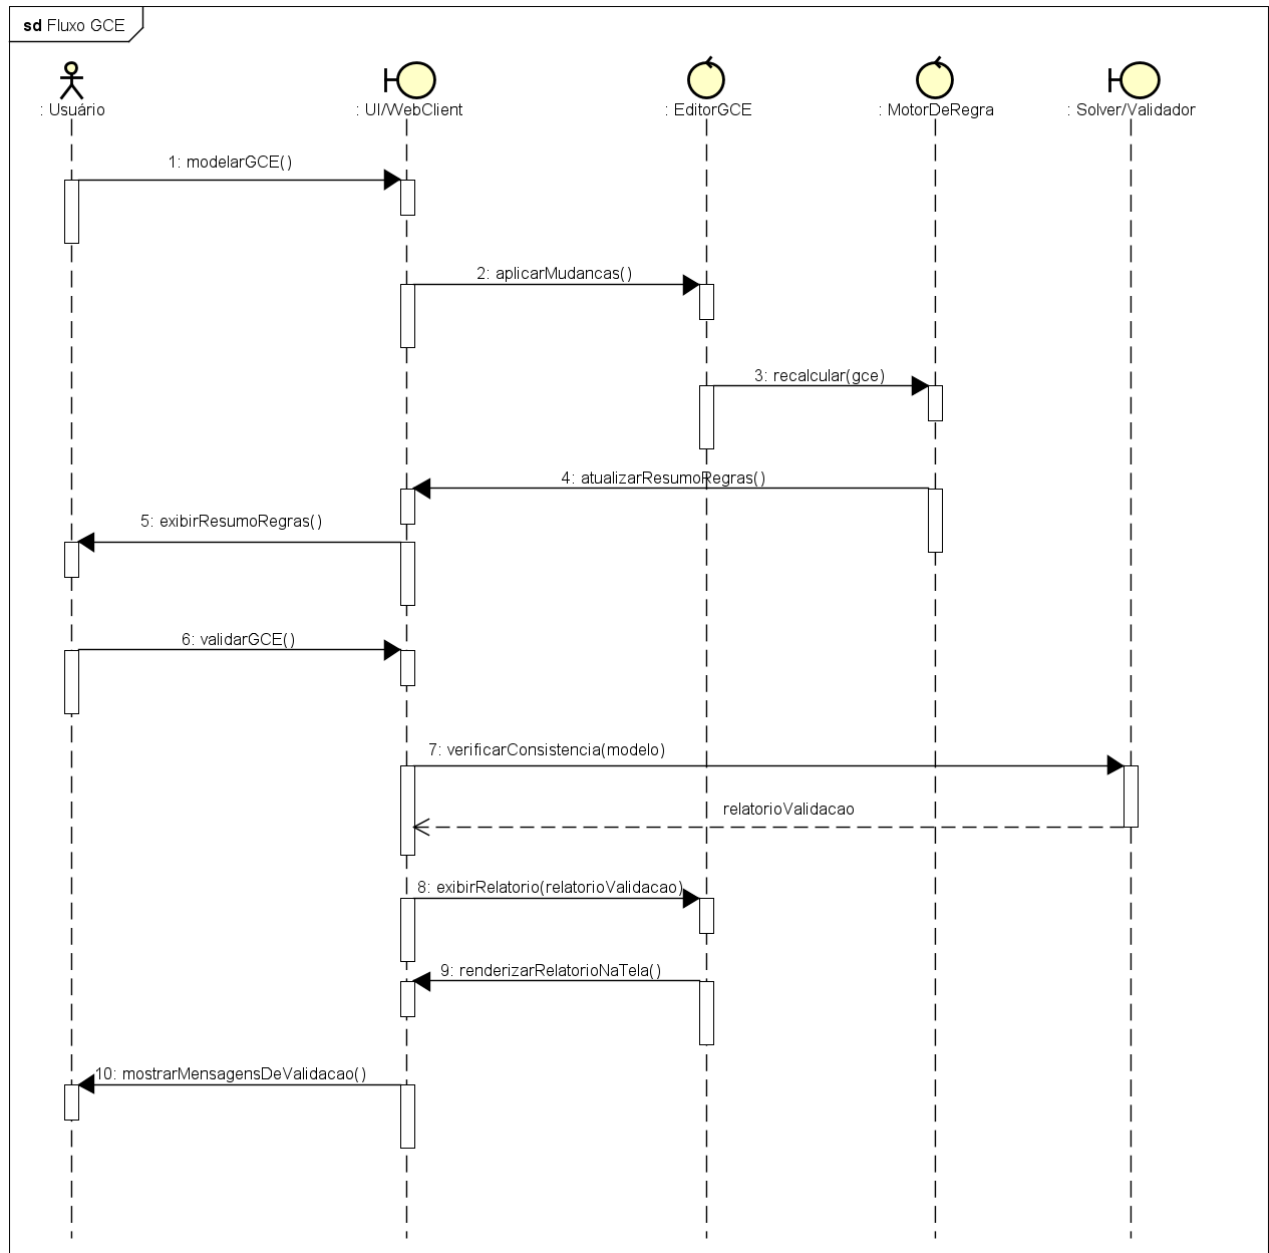 sd Fluxo GCE
: Usuário
: UI/WebClient
: EditorGCE
: MotorDeRegra
: Solver/Validador
1: modelarGCE()
2: aplicarMudancas()
3: recalcular(gce)
4: atualizarResumoRegras()
5: exibirResumoRegras()
6: validarGCE()
7: verificarConsistencia(modelo)
relatorioValidacao
8: exibirRelatorio(relatorioValidacao)
9: renderizarRelatorioNaTela()
10: mostrarMensagensDeValidacao()